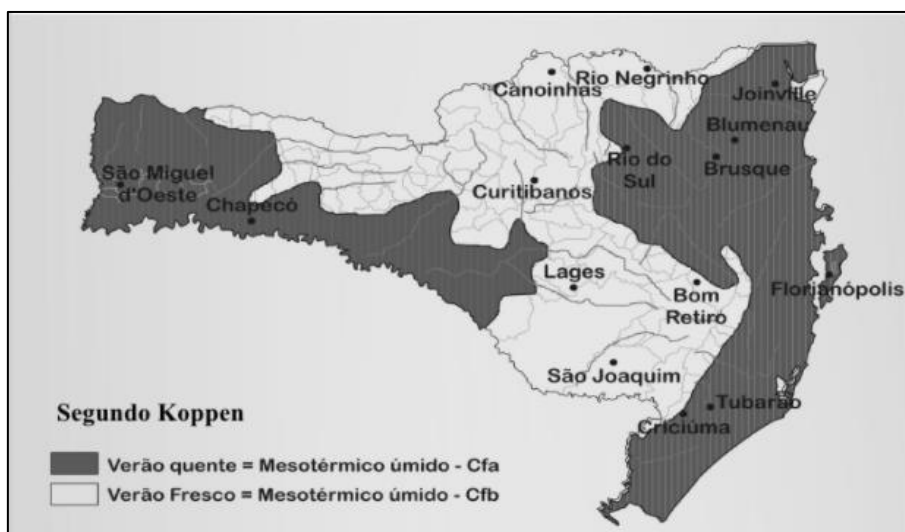 Canoinhas
Rio Negrinho
Joinville
Blumenau
Rio do
Sul
Brusque
São Miguel
d'Oeste
Chapecó
Curitibanos
Lages
Bom
Retiro
Florianópolis
São Joaquim
Tubarão
Criciúma
Segundo Koppen
Verão quente = Mesotérmico úmido - Cfa
Verão Fresco = Mesotérmico úmido - Cfb